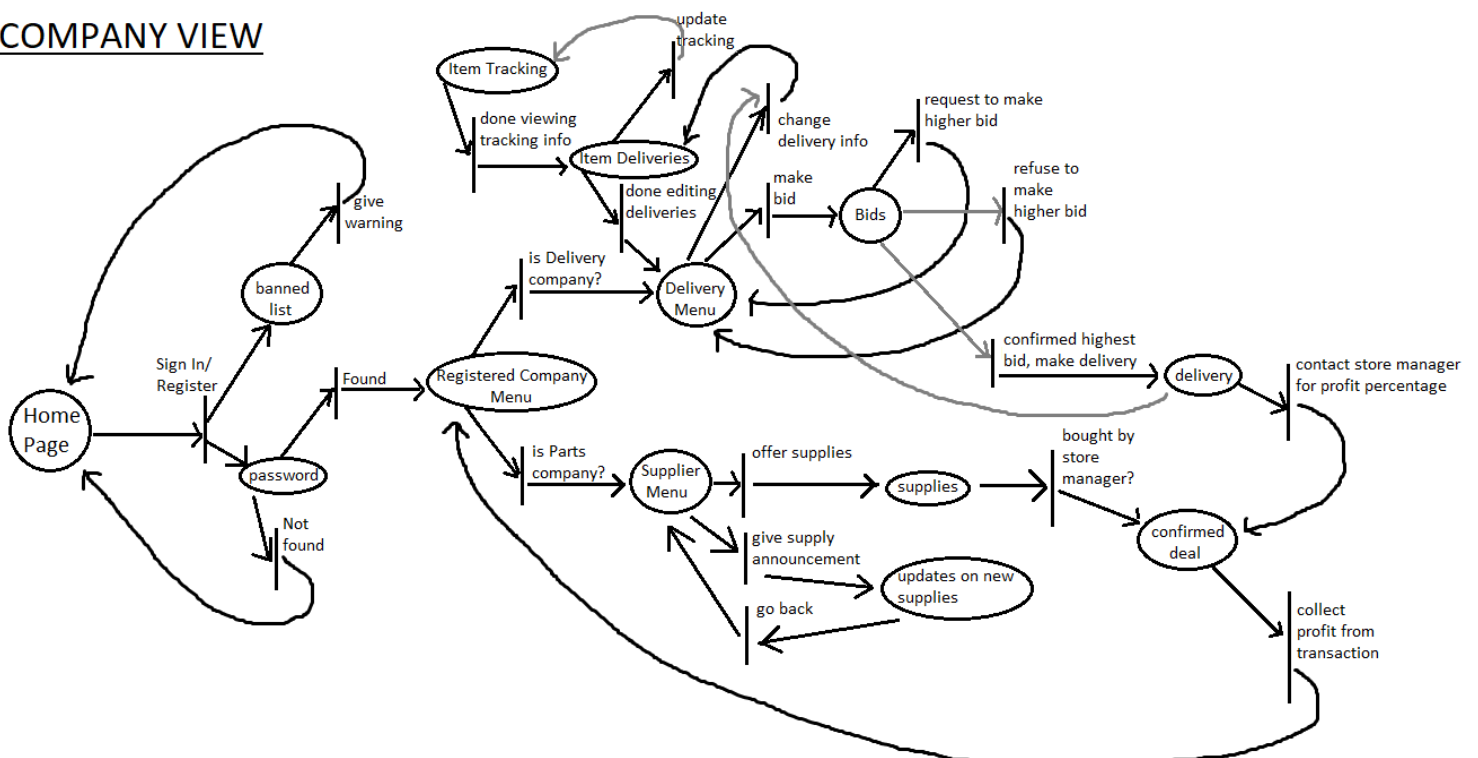 COMPANY VIEW
update
tracking
Item Tracking
done viewing
tracking info
Item Deliveries
change
delivery info
request to make
higher bid
refuse to
make
higher bid
make
bid
Bids
done editing
deliveries
give
warning
is Delivery
company?
Delivery
Menu
banned
list
confirmed highest
bid, make delivery
delivery
contact store manager
for profit percentage
Sign In/
Register
Found
Registered Company
Menu
Home
Page
password
is Parts
company?
Supplier
Menu
offer supplies
supplies
bought by
store
manager?
confirmed
deal
Not
found
give supply
announcement
updates on new
supplies
go back
collect
profit from
transaction